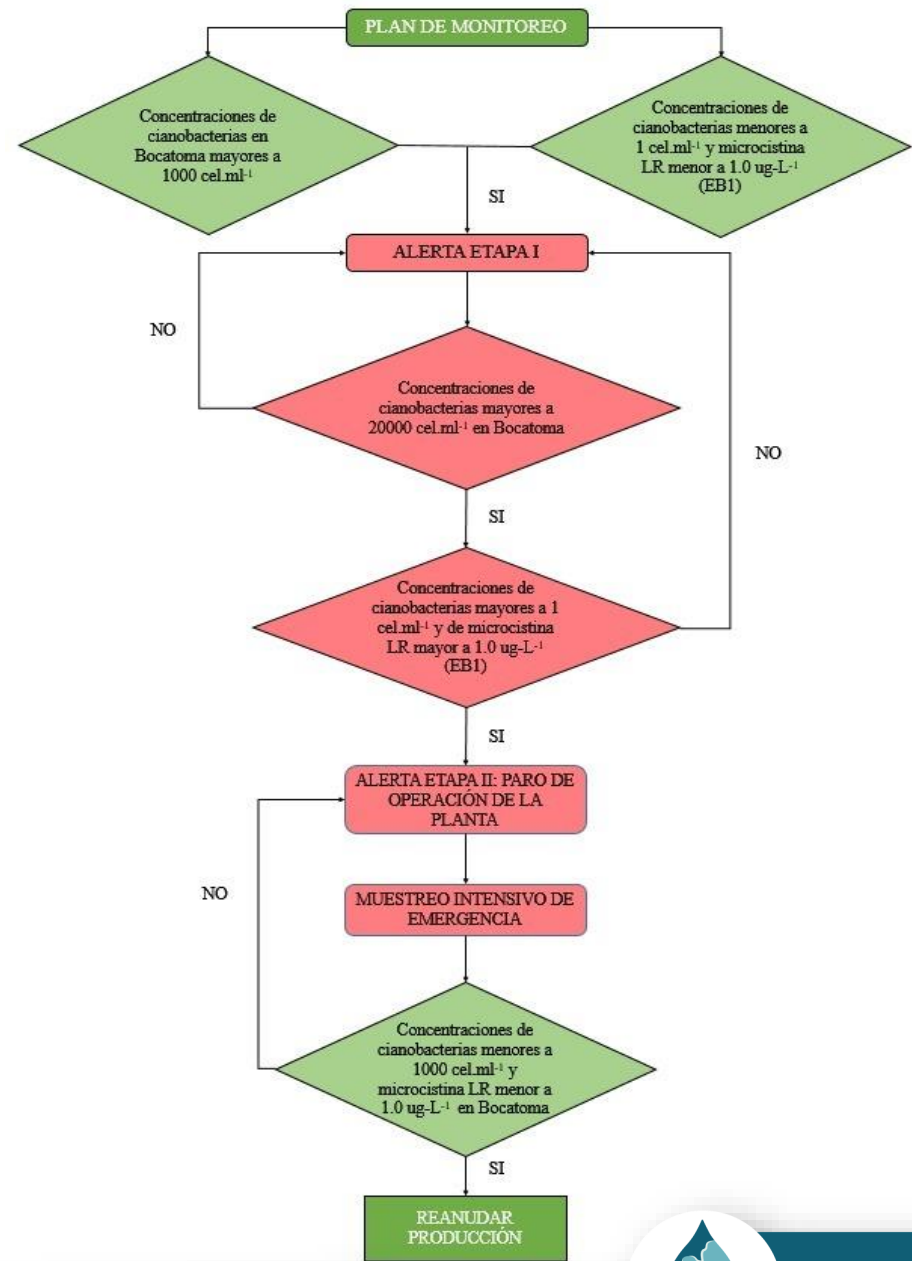 PLAN DE MONITOREO
Concentraciones de
cianobacterias en
Bocatoma mayores a
1000 cel.ml⁻¹
Concentraciones de
cianobacterias menores a
1 cel.ml⁻¹ y microcistina
LR menor a 1.0 ug-L⁻¹
(EB1)
SI
ALERTA ETAPA I
NO
Concentraciones de
cianobacterias mayores a
20000 cel.ml⁻¹ en Bocatoma
NO
SI
Concentraciones de
cianobacterias mayores a 1
cel.ml⁻¹ y de microcistina
LR mayor a 1.0 ug-L⁻¹
(EB1)
SI
ALERTA ETAPA II: PARO DE
OPERACIÓN DE LA
PLANTA
NO
MUESTREO INTENSIVO DE
EMERGENCIA
Concentraciones de
cianobacterias menores a
1000 cel.ml⁻¹ y
microcistina LR menor a
1.0 ug-L⁻¹ en Bocatoma
SI
REANUDAR
PRODUCCIÓN